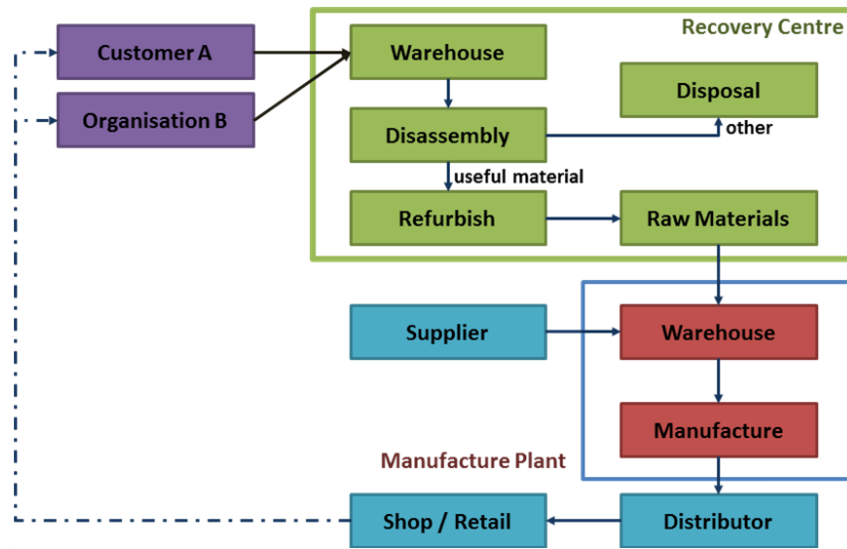 Recovery Centre
Customer A
Warehouse
Disposal
Organisation B
Disassembly
other
useful material
Refurbish
Raw Materials
Supplier
Warehouse
Manufacture
Manufacture Plant
Shop / Retail
Distributor